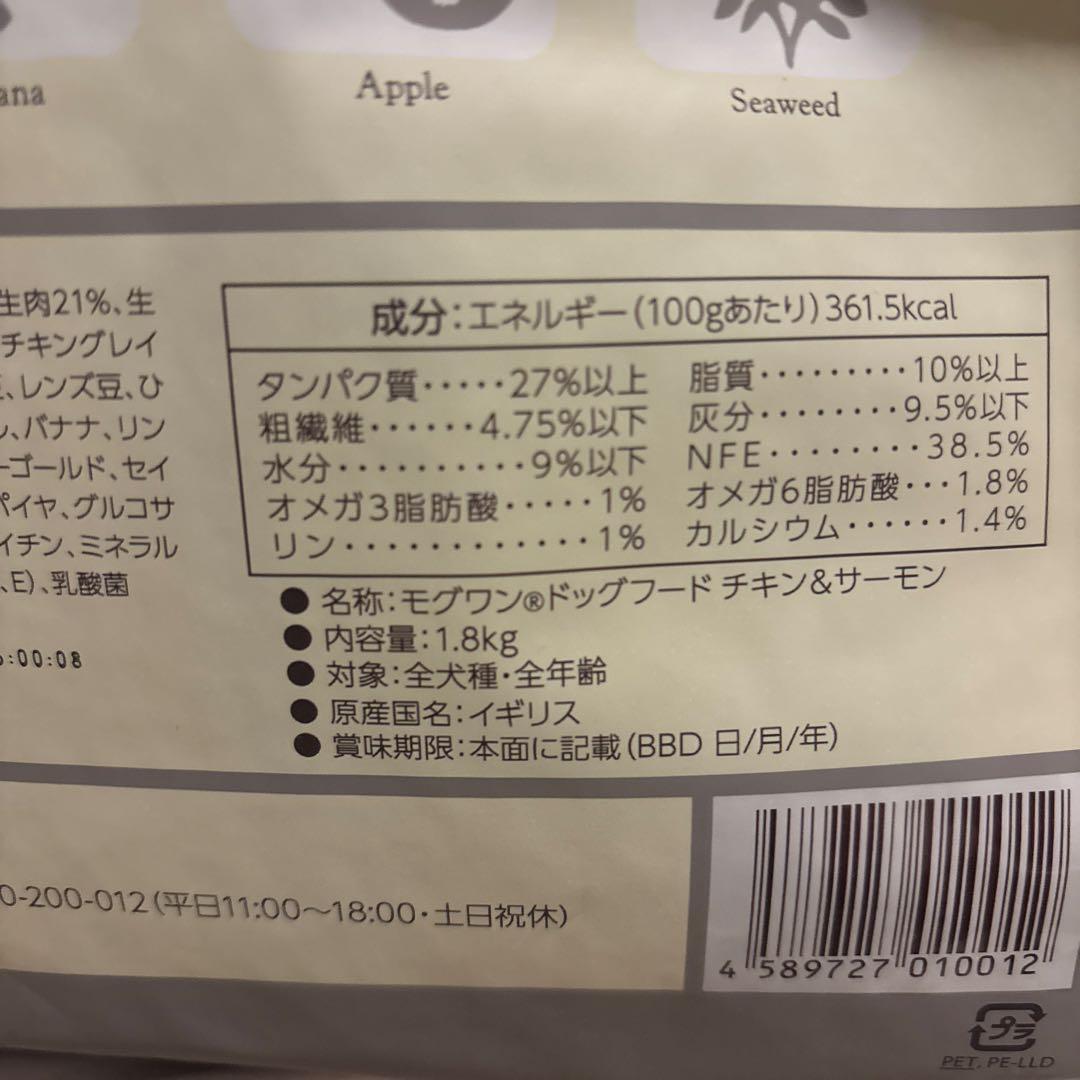 ana
Apple
Seaweed
生肉21%、生
チキングレイ
、レンズ豆、ひ
、バナナ、リン
ーゴールド、セイ
パイヤ、グルコサ
イチン、ミネラル
、E)、乳酸菌
:00:08
成分:エネルギー(100gあたり)361.5kcal
タンパク質‥‥‥27%以上
脂質‥‥‥‥‥10%以上
粗繊維‥‥‥4.75%以下
灰分‥‥‥‥9.5%以下
水分‥‥‥‥‥9%以下
NFE‥‥‥‥38.5%
オメガ3脂肪酸‥‥‥1%
オメガ6脂肪酸‥・1.8%
リン‥‥‥‥‥‥‥1%
カルシウム‥‥‥1.4%
● 名称:モグワン®ドッグフード チキン&サーモン
● 内容量:1.8kg
● 対象:全犬種・全年齢
● 原産国名:イギリス
● 賞味期限:本面に記載(BBD 日/月/年)
0-200-012(平日11:00〜18:00・土日祝休)
4 589727 010012
プラ
PET, PE-LLD